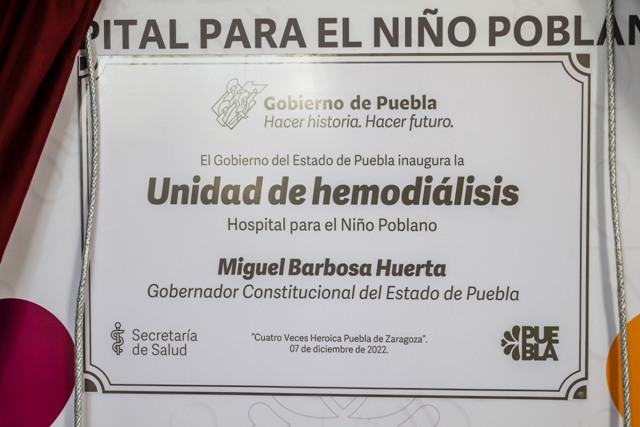 PITAL PARA EL NIÑO POBLAN
Gobierno de Puebla
Hacer historia. Hacer futuro.
El Gobierno del Estado de Puebla inaugura la
Unidad de hemodiálisis
Hospital para el Niño Poblano
Miguel Barbosa Huerta
Gobernador Constitucional del Estado de Puebla
Secretaría
de Salud
"Cuatro Veces Heroica Puebla de Zaragoza".
07 de diciembre de 2022.
PUE
BLA